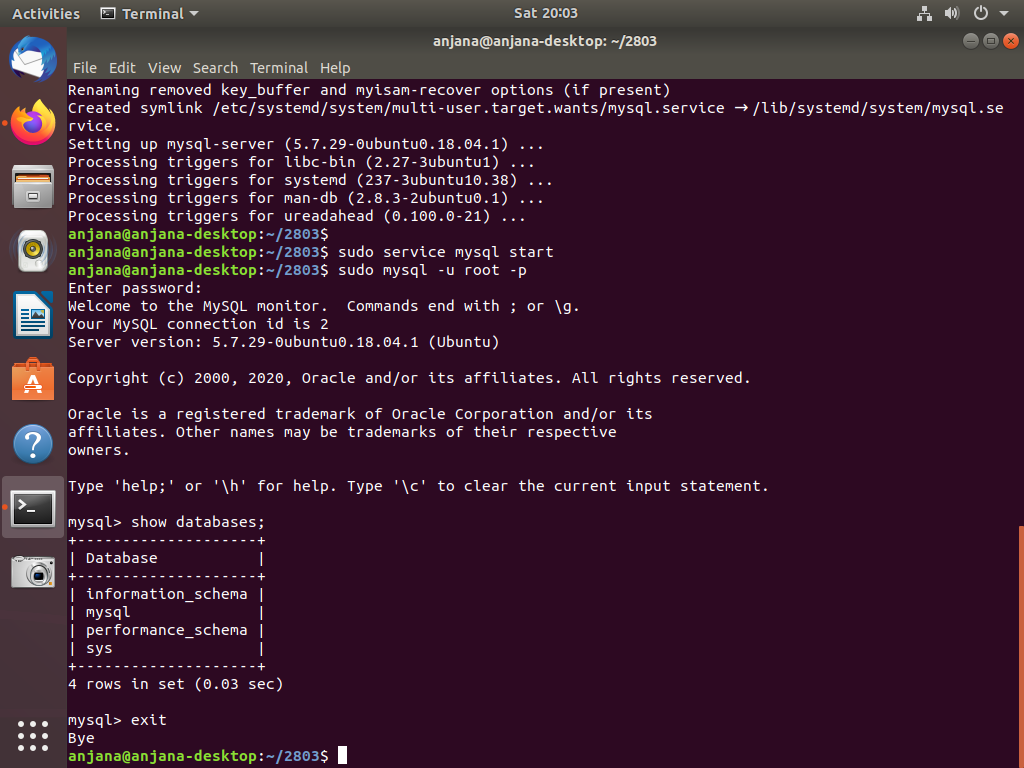 Activities Terminal Sat 20:03
anjana@anjana-desktop: ~/2803
File Edit View Search Terminal Help
Renaming removed key_buffer and myisam-recover options (if present)
Created symlink /etc/systemd/system/multi-user.target.wants/mysql.service → /lib/systemd/system/mysql.se
rvice.
Setting up mysql-server (5.7.29-0ubuntu0.18.04.1) ...
Processing triggers for libc-bin (2.27-3ubuntu1) ...
Processing triggers for systemd (237-3ubuntu10.38) ...
Processing triggers for man-db (2.8.3-2ubuntu0.1) ...
Processing triggers for ureadahead (0.100.0-21) ...
anjana@anjana-desktop:~/2803$
anjana@anjana-desktop:~/2803$ sudo service mysql start
anjana@anjana-desktop:~/2803$ sudo mysql -u root -p
Enter password:
Welcome to the MySQL monitor.  Commands end with ; or \g.
Your MySQL connection id is 2
Server version: 5.7.29-0ubuntu0.18.04.1 (Ubuntu)
Copyright (c) 2000, 2020, Oracle and/or its affiliates. All rights reserved.
Oracle is a registered trademark of Oracle Corporation and/or its
affiliates. Other names may be trademarks of their respective
owners.
Type 'help;' or '\h' for help. Type '\c' to clear the current input statement.
mysql> show databases;
+--------------------+
| Database           |
+--------------------+
| information_schema |
| mysql              |
| performance_schema |
| sys                |
+--------------------+
4 rows in set (0.03 sec)
mysql> exit
Bye
anjana@anjana-desktop:~/2803$